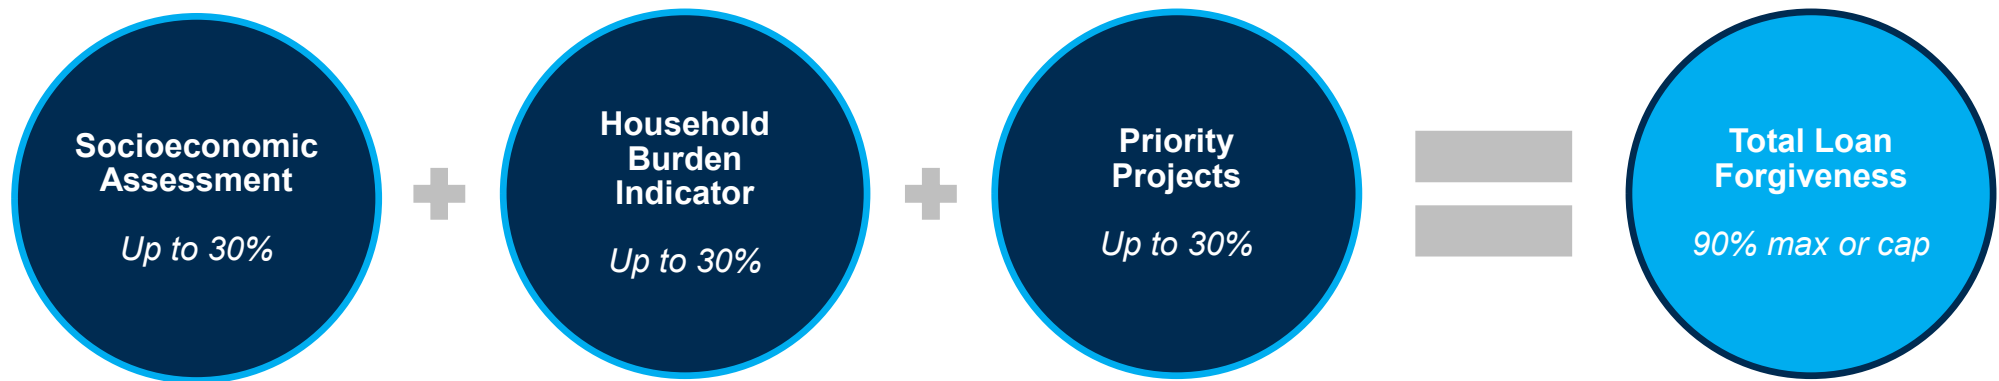 Socioeconomic
Assessment
Up to 30%
Household
Burden
Indicator
Up to 30%
Priority
Projects
Up to 30%
Total Loan
Forgiveness
90% max or cap